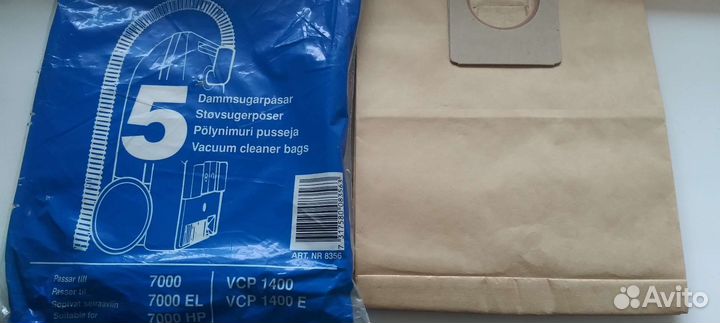 5
Dammsugarpåsar
Støvsugerposer
Pölynimuri pusseja
Vacuum cleaner bags
ART. NR 8356
Passar till
Passer til
Sopivat seuraaviin
Suitable for
7000
7000 EL
7000 HP
VCP 1400
VCP 1400 E
Avito